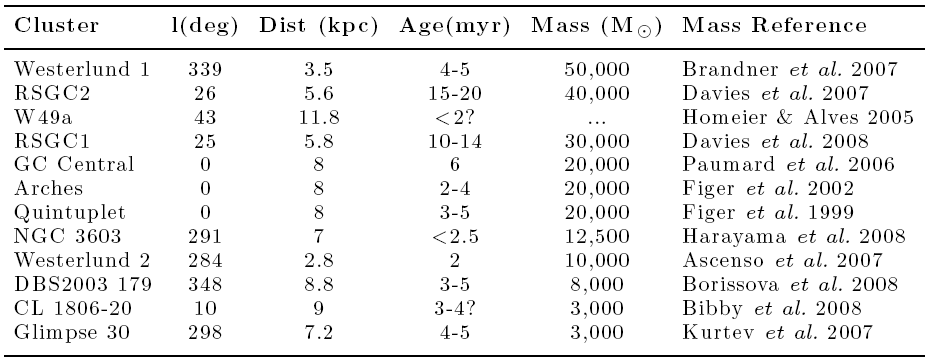 Cluster l(deg) Dist (kpc) Age(myr) Mass (M☉) Mass Reference
Westerlund 1 339 3.5 4-5 50,000 Brandner et al. 2007
RSGC2 26 5.6 15-20 40,000 Davies et al. 2007
W49a 43 11.8 <2? ... Homeier & Alves 2005
RSGC1 25 5.8 10-14 30,000 Davies et al. 2008
GC Central 0 8 6 20,000 Paumard et al. 2006
Arches 0 8 2-4 20,000 Figer et al. 2002
Quintuplet 0 8 3-5 20,000 Figer et al. 1999
NGC 3603 291 7 <2.5 12,500 Harayama et al. 2008
Westerlund 2 284 2.8 2 10,000 Ascenso et al. 2007
DBS2003 179 348 8.8 3-5 8,000 Borissova et al. 2008
CL 1806-20 10 9 3-4? 3,000 Bibby et al. 2008
Glimpse 30 298 7.2 4-5 3,000 Kurtev et al. 2007